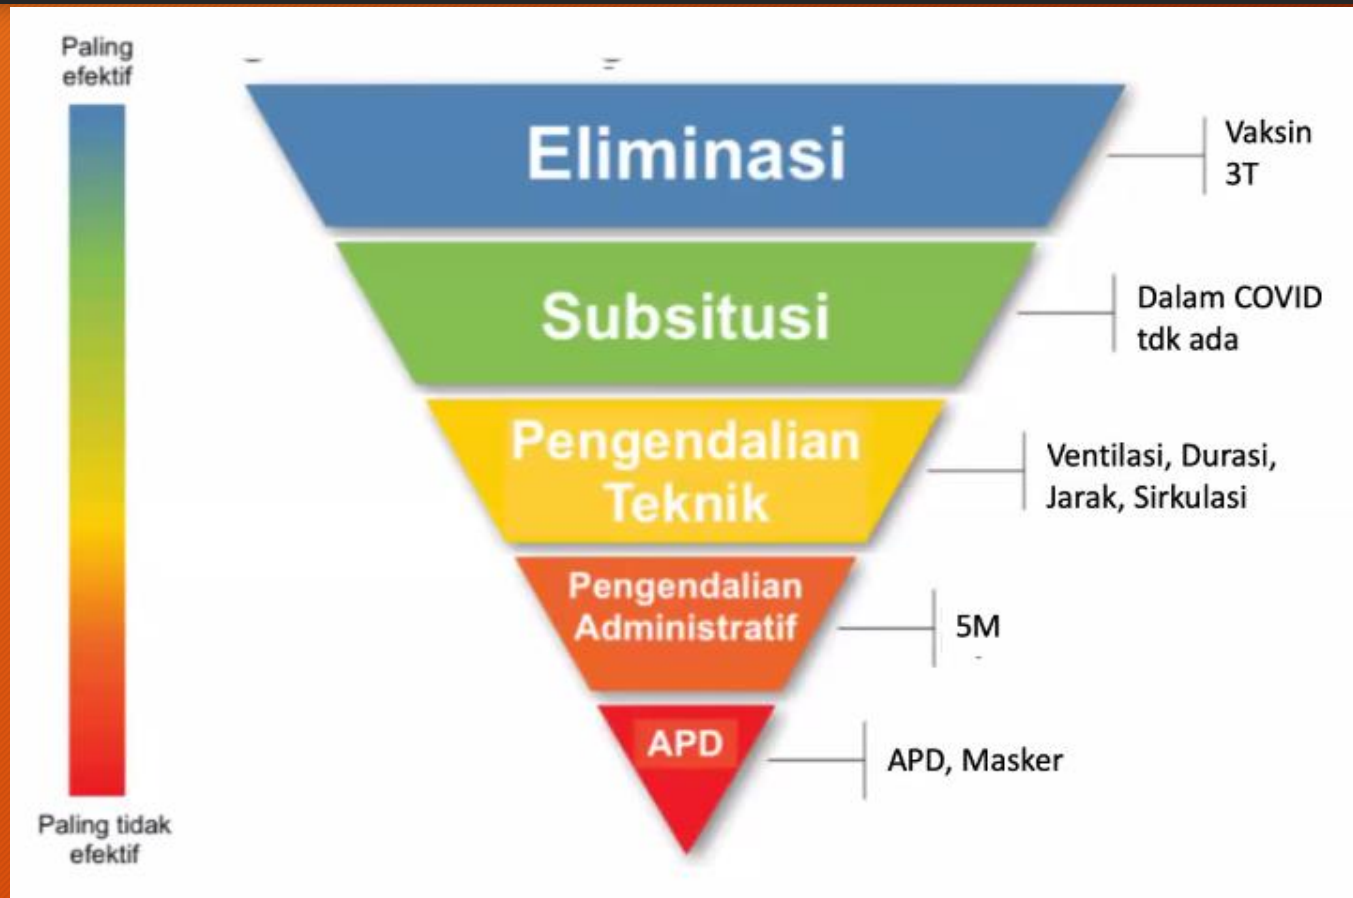 Paling
efektif
Eliminasi
Vaksin
3T
Subsitusi
Dalam COVID
tdk ada
Pengendalian
Teknik
Ventilasi, Durasi,
Jarak, Sirkulasi
Pengendalian
Administratif
5M
APD
APD, Masker
Paling tidak
efektif